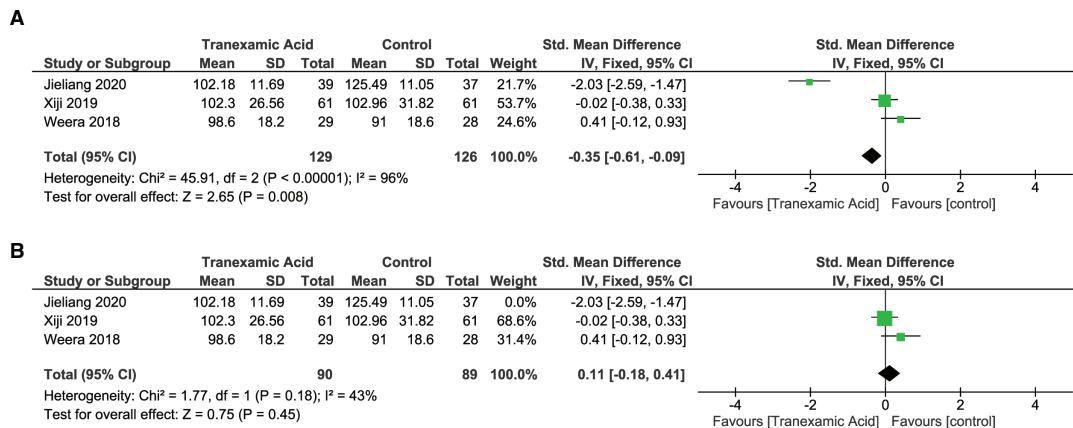 A
Tranexamic Acid Control Std. Mean Difference Std. Mean Difference
Study or Subgroup Mean SD Total Mean SD Total Weight IV, Fixed, 95% CI IV, Fixed, 95% CI
Jieliang 2020 102.18 11.69 39 125.49 11.05 37 21.7% -2.03 [-2.59, -1.47]
Xiji 2019 102.3 26.56 61 102.96 31.82 61 53.7% -0.02 [-0.38, 0.33]
Weera 2018 98.6 18.2 29 91 18.6 28 24.6% 0.41 [-0.12, 0.93]
Total (95% CI) 129 126 100.0% -0.35 [-0.61, -0.09]
Heterogeneity: Chi² = 45.91, df = 2 (P < 0.00001); I² = 96%
Test for overall effect: Z = 2.65 (P = 0.008)
-4 -2 0 2 4
Favours [Tranexamic Acid] Favours [control]
B
Tranexamic Acid Control Std. Mean Difference Std. Mean Difference
Study or Subgroup Mean SD Total Mean SD Total Weight IV, Fixed, 95% CI IV, Fixed, 95% CI
Jieliang 2020 102.18 11.69 39 125.49 11.05 37 0.0% -2.03 [-2.59, -1.47]
Xiji 2019 102.3 26.56 61 102.96 31.82 61 68.6% -0.02 [-0.38, 0.33]
Weera 2018 98.6 18.2 29 91 18.6 28 31.4% 0.41 [-0.12, 0.93]
Total (95% CI) 90 89 100.0% 0.11 [-0.18, 0.41]
Heterogeneity: Chi² = 1.77, df = 1 (P = 0.18); I² = 43%
Test for overall effect: Z = 0.75 (P = 0.45)
-4 -2 0 2 4
Favours [Tranexamic Acid] Favours [control]